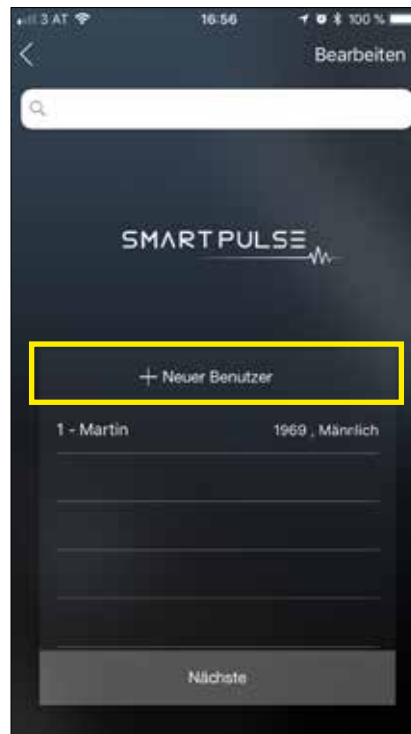 3 AT 16:56 100 %
Bearbeiten
SMARTPULSE
+ Neuer Benutzer
1 - Martin 1969 , Männlich
Nächste